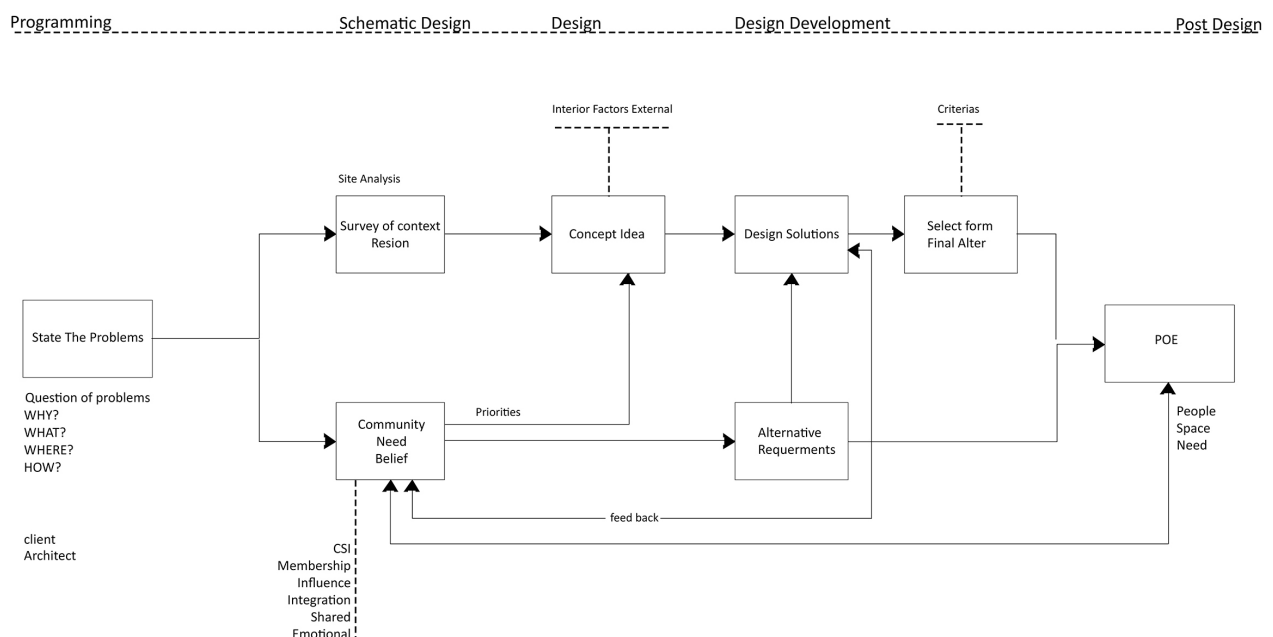 Programming
Schematic Design
Design
Design Development
Post Design
Interior Factors External
Criterias
Site Analysis
Survey of context
Resion
Concept Idea
Design Solutions
Select form
Final Alter
State The Problems
POE
Question of problems
WHY?
WHAT?
WHERE?
HOW?
Community
Need
Belief
Priorities
Alternative
Requerments
People
Space
Need
feed back
client
Architect
CSI
Membership
Influence
Integration
Shared
Emotional